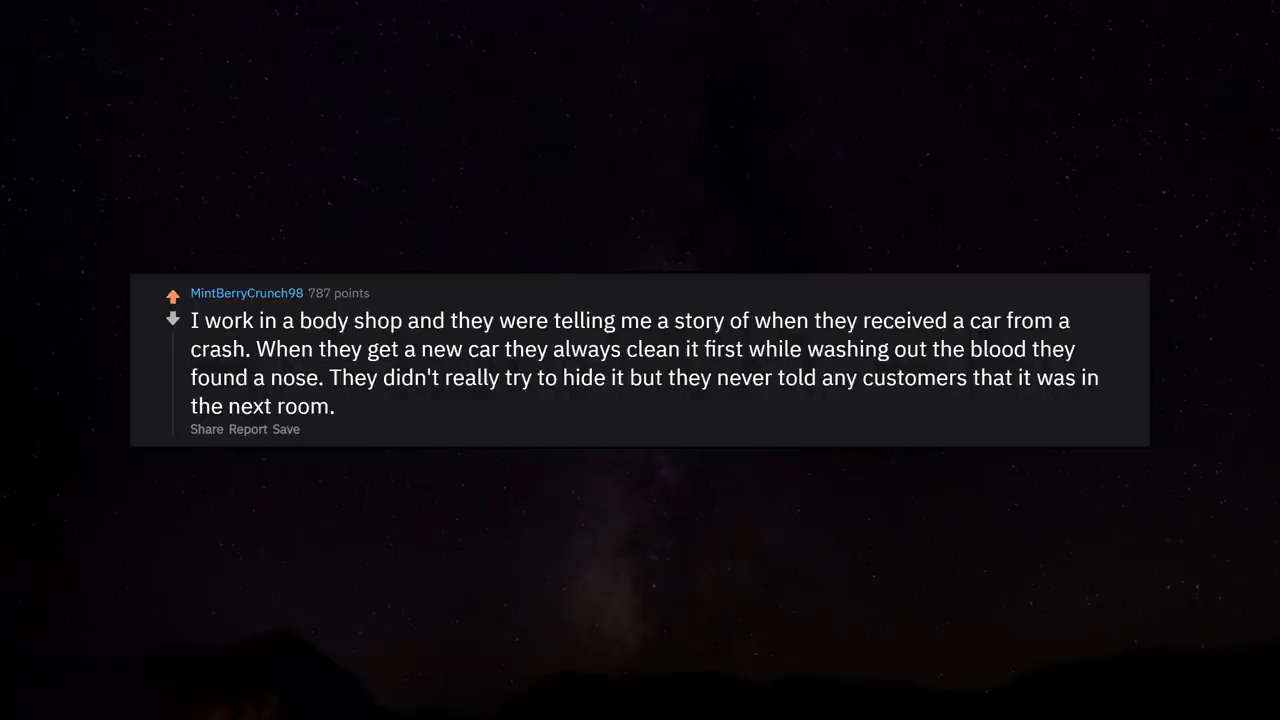 MintBerryCrunch98 787 points
I work in a body shop and they were telling me a story of when they received a car from a
crash. When they get a new car they always clean it first while washing out the blood they
found a nose. They didn't really try to hide it but they never told any customers that it was in
the next room.
Share Report Save